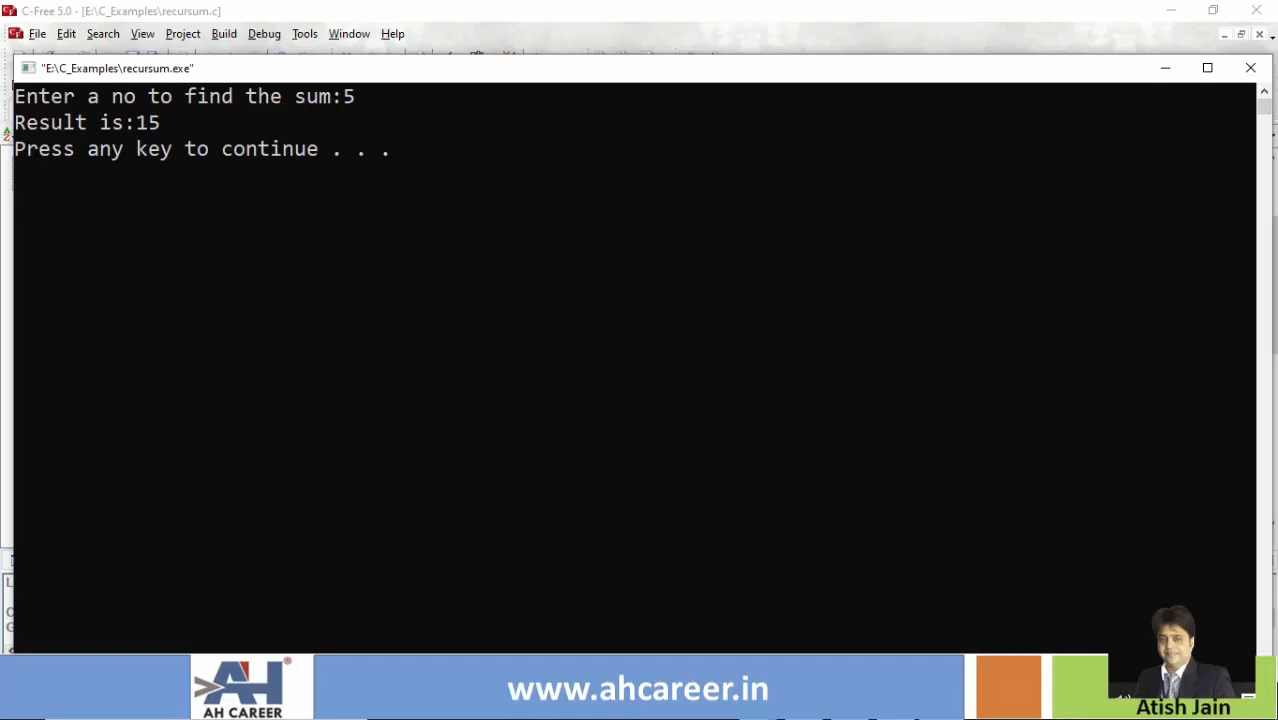 C-Free 5.0 - [E:\C_Examples\recursum.c]
File Edit Search View Project Build Debug Tools Window Help
"E:\C_Examples\recursum.exe"
Enter a no to find the sum:5
Result is:15
Press any key to continue . . .
AH CAREER
www.ahcareer.in
Atish Jain